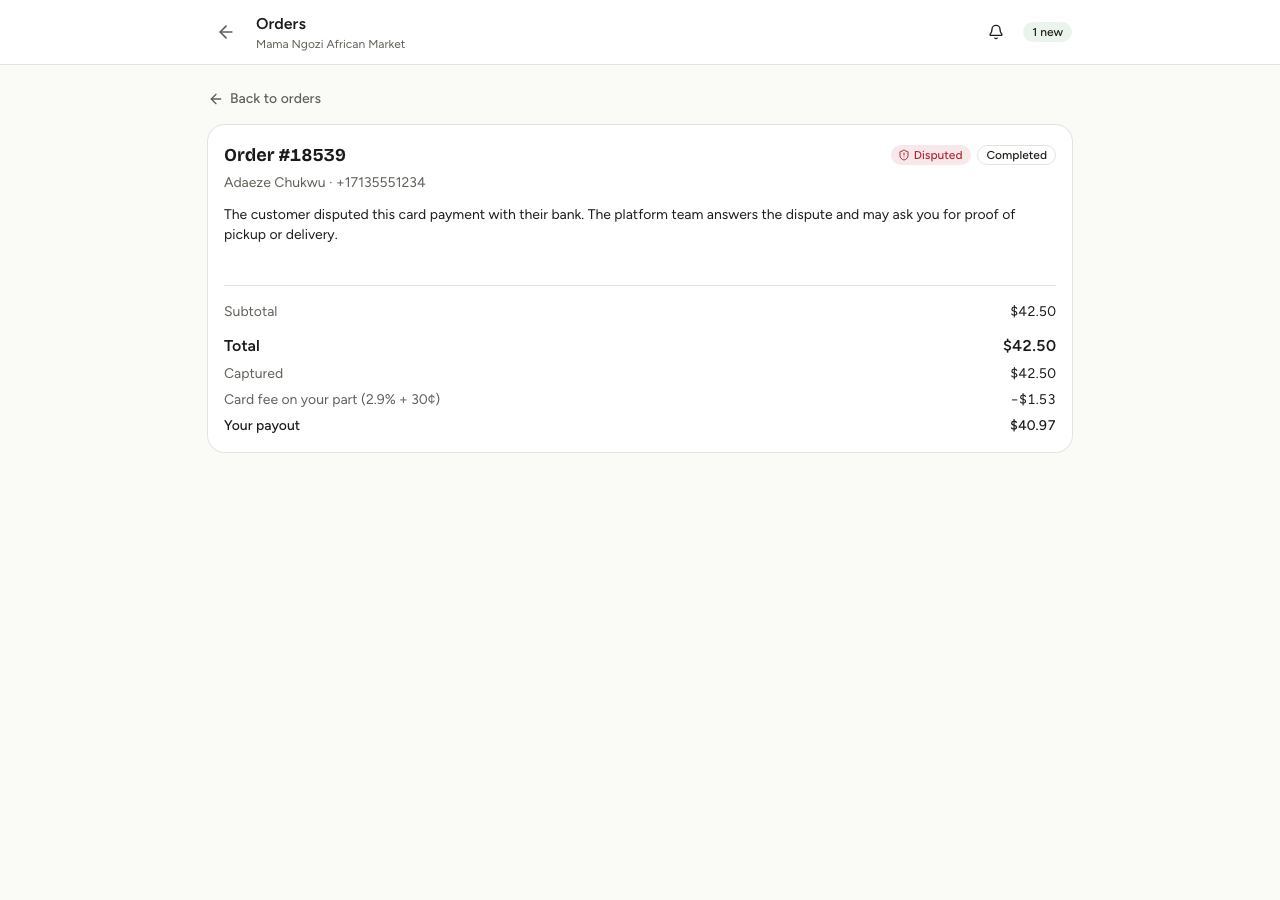 Orders
Mama Ngozi African Market
1 new
Back to orders
Order #18539
Disputed
Completed
Adaeze Chukwu · +17135551234
The customer disputed this card payment with their bank. The platform team answers the dispute and may ask you for proof of
pickup or delivery.
Subtotal $42.50
Total $42.50
Captured $42.50
Card fee on your part (2.9% + 30¢) −$1.53
Your payout $40.97